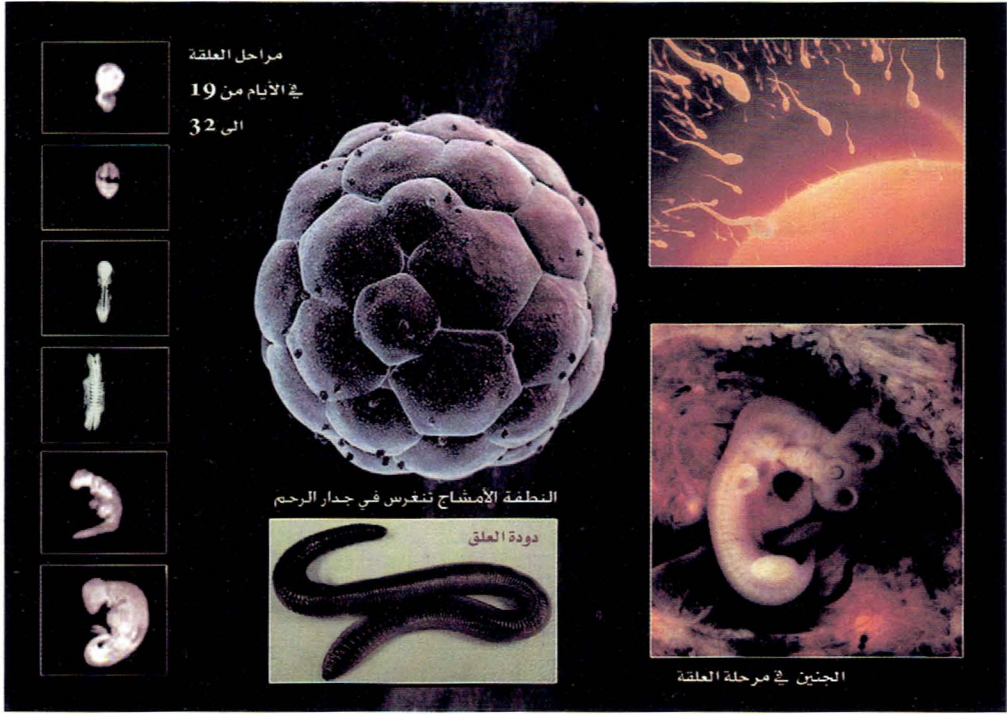 مراحل العلقة
في الأيام من 19
الى 32
النطفة الأمشاج تنغرس في جدار الرحم
دودة العلق
الجنين في مرحلة العلقة